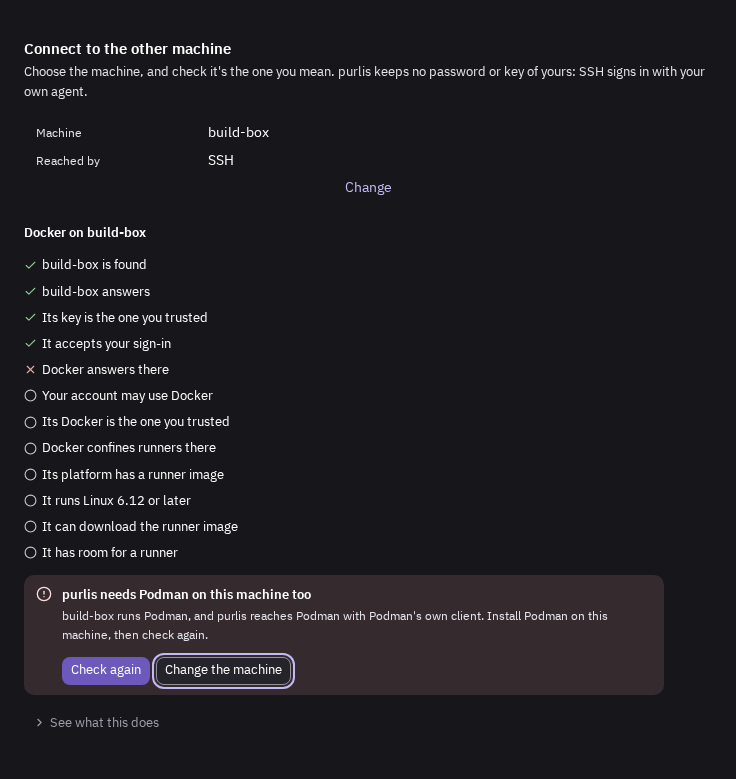 Connect to the other machine
Choose the machine, and check it's the one you mean. purlis keeps no password or key of yours: SSH signs in with your
own agent.
Machine build-box
Reached by SSH
Change
Docker on build-box
build-box is found
build-box answers
Its key is the one you trusted
It accepts your sign-in
Docker answers there
Your account may use Docker
Its Docker is the one you trusted
Docker confines runners there
Its platform has a runner image
It runs Linux 6.12 or later
It can download the runner image
It has room for a runner
purlis needs Podman on this machine too
build-box runs Podman, and purlis reaches Podman with Podman's own client. Install Podman on this
machine, then check again.
Check again Change the machine
See what this does